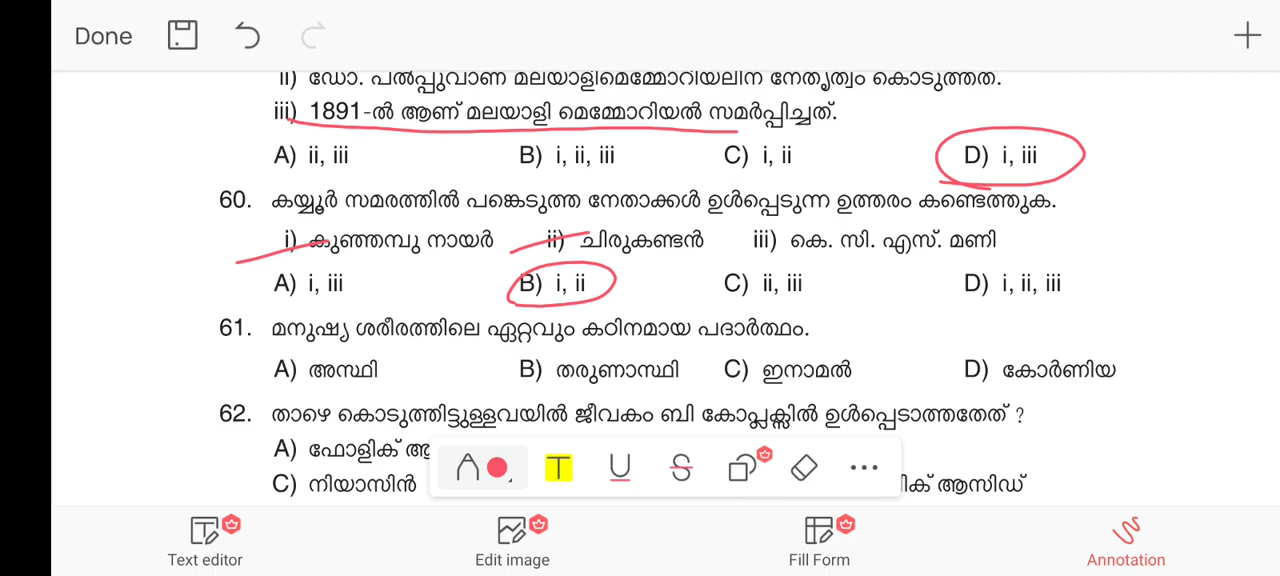 Done
ii) ഡോ. പൽപ്പുവാണ് മലയാളിമെമ്മോറിയലിന് നേതൃത്വം കൊടുത്തത്.
iii) 1891-ൽ ആണ് മലയാളി മെമ്മോറിയൽ സമർപ്പിച്ചത്.
A) ii, iii B) i, ii, iii C) i, ii D) i, iii
60. കയ്യൂർ സമരത്തിൽ പങ്കെടുത്ത നേതാക്കൾ ഉൾപ്പെടുന്ന ഉത്തരം കണ്ടെത്തുക.
i) കുഞ്ഞമ്പു നായർ ii) ചിരുകണ്ടൻ iii) കെ. സി. എസ്. മണി
A) i, iii B) i, ii C) ii, iii D) i, ii, iii
61. മനുഷ്യ ശരീരത്തിലെ ഏറ്റവും കഠിനമായ പദാർത്ഥം.
A) അസ്ഥി B) തരുണാസ്ഥി C) ഇനാമൽ D) കോർണിയ
62. താഴെ കൊടുത്തിട്ടുള്ളവയിൽ ജീവകം ബി കോപ്ലക്സിൽ ഉൾപ്പെടാത്തതേത് ?
A) ഫോളിക്
C) നിയാസിൻ ആസിഡ്
T U S
Text editor Edit image Fill Form Annotation